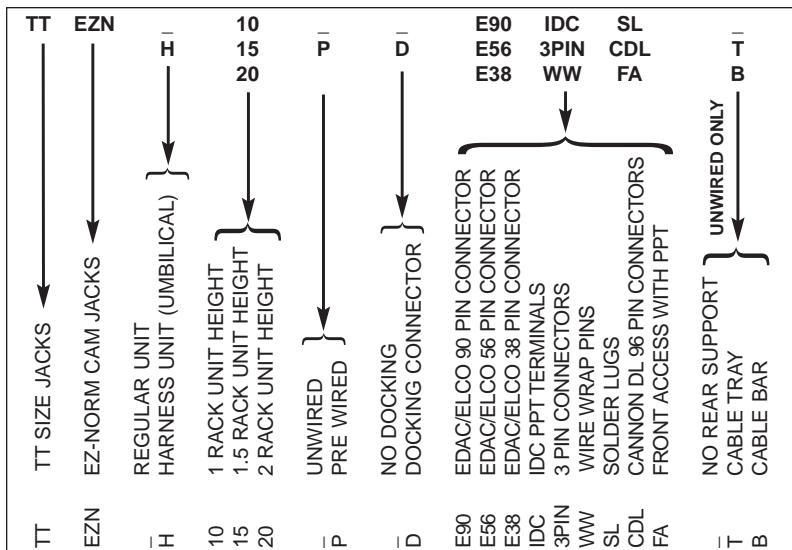 TT EZN _ 10 _ _ E90 IDC SL _
H 15 P D E56 3PIN CDL T
20 E38 WW FA B
UNWIRED ONLY
TT TT SIZE JACKS
EZN EZ-NORM CAM JACKS
_ REGULAR UNIT
H HARNESS UNIT (UMBILICAL)
10 1 RACK UNIT HEIGHT
15 1.5 RACK UNIT HEIGHT
20 2 RACK UNIT HEIGHT
_ UNWIRED
P PRE WIRED
_ NO DOCKING
D DOCKING CONNECTOR
E90 EDAC/ELCO 90 PIN CONNECTOR
E56 EDAC/ELCO 56 PIN CONNECTOR
E38 EDAC/ELCO 38 PIN CONNECTOR
IDC IDC PPT TERMINALS
3PIN 3 PIN CONNECTORS
WW WIRE WRAP PINS
SL SOLDER LUGS
CDL CANNON DL 96 PIN CONNECTORS
FA FRONT ACCESS WITH PPT
_ NO REAR SUPPORT
T CABLE TRAY
B CABLE BAR